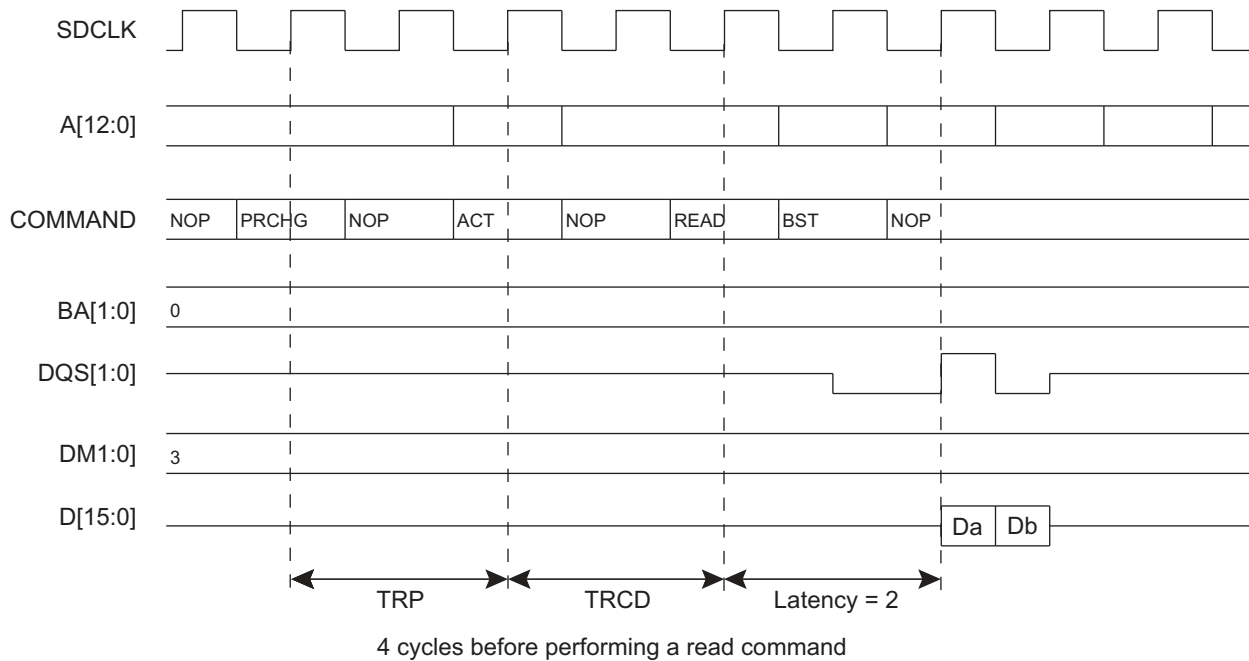 SDCLK
A[12:0]
COMMAND NOP PRCHG NOP ACT NOP READ BST NOP
BA[1:0] 0
DQS[1:0]
DM1:0] 3
D[15:0] Da Db
TRP TRCD Latency = 2
4 cycles before performing a read command